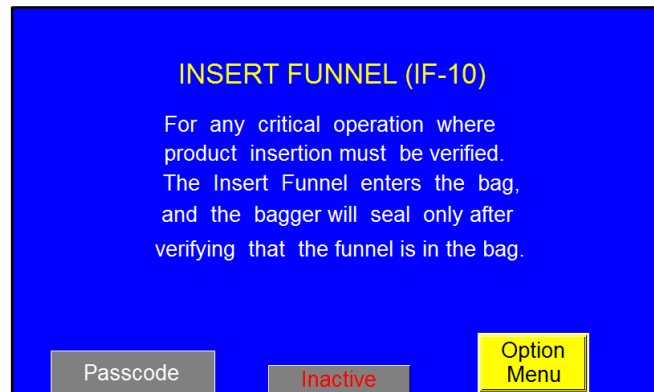 INSERT FUNNEL (IF-10)
For any critical operation where
product insertion must be verified.
The Insert Funnel enters the bag,
and the bagger will seal only after
verifying that the funnel is in the bag.
Option
Menu
Passcode
Inactive